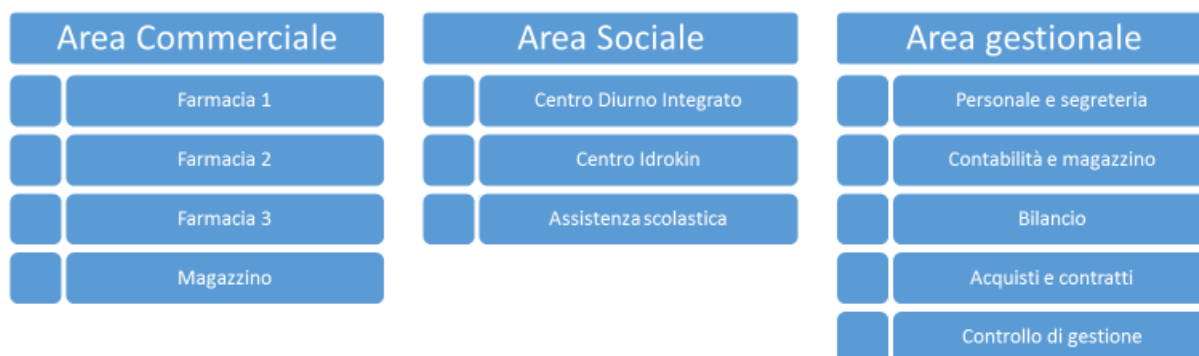 Area Commerciale
Farmacia 1
Farmacia 2
Farmacia 3
Magazzino
Area Sociale
Centro Diurno Integrato
Centro Idrokin
Assistenza scolastica
Area gestionale
Personale e segreteria
Contabilità e magazzino
Bilancio
Acquisti e contratti
Controllo di gestione